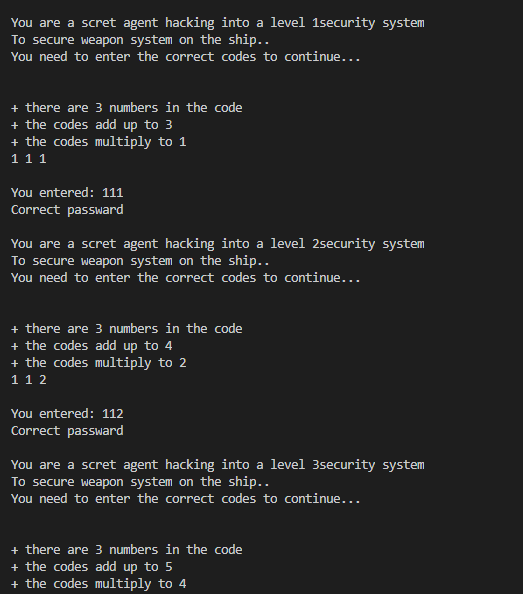 You are a scret agent hacking into a level 1security system
To secure weapon system on the ship..
You need to enter the correct codes to continue...
+ there are 3 numbers in the code
+ the codes add up to 3
+ the codes multiply to 1
1 1 1
You entered: 111
Correct passward
You are a scret agent hacking into a level 2security system
To secure weapon system on the ship..
You need to enter the correct codes to continue...
+ there are 3 numbers in the code
+ the codes add up to 4
+ the codes multiply to 2
1 1 2
You entered: 112
Correct passward
You are a scret agent hacking into a level 3security system
To secure weapon system on the ship..
You need to enter the correct codes to continue...
+ there are 3 numbers in the code
+ the codes add up to 5
+ the codes multiply to 4